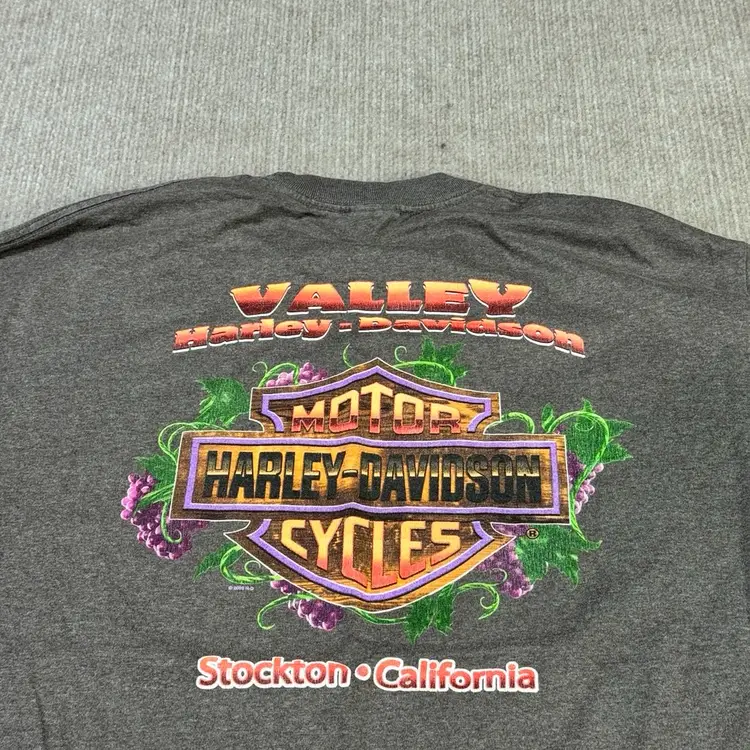 VALLEY
Harley-Davidson
MOTOR
HARLEY-DAVIDSON
CYCLES
®
Stockton • California